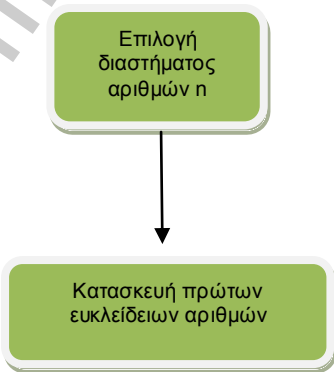 Επιλογή
διαστήματος
αριθμών n
Κατασκευή πρώτων
ευκλείδειων αριθμών